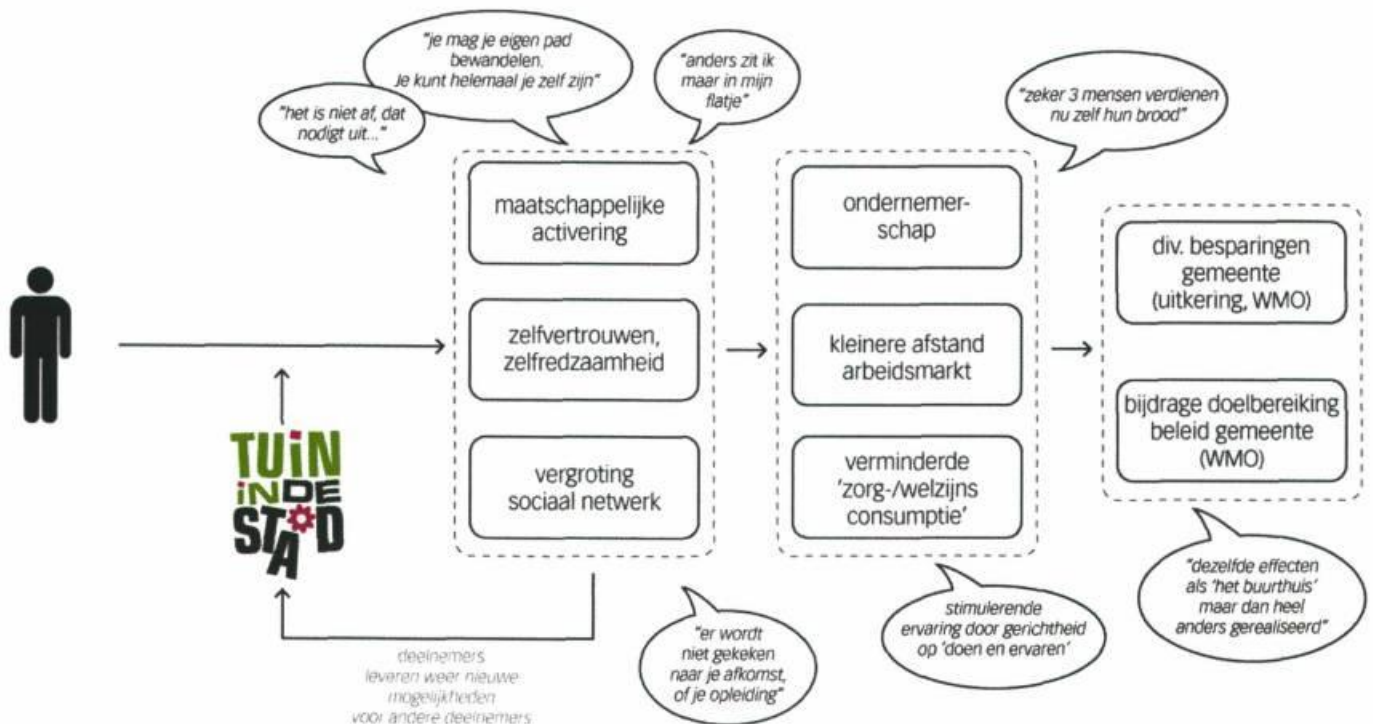 "je mag je eigen pad
bewandelen.
Je kunt helemaal je zelf zijn"
"het is niet af, dat
nodigt uit..."
"anders zit ik
maar in mijn
flatje"
"zeker 3 mensen verdienen
nu zelf hun brood"
maatschappelijke
activering
zelfvertrouwen,
zelfredzaamheid
vergroting
sociaal netwerk
ondernemer-
schap
kleinere afstand
arbeidsmarkt
verminderde
'zorg-/welzijns
consumptie'
div. besparingen
gemeente
(uitkering, WMO)
bijdrage doelbereiking
beleid gemeente
(WMO)
TUiN
iNDE
STAD
deelnemers
leveren weer nieuwe
mogelijkheden
voor andere deelnemers
"er wordt
niet gekeken
naar je afkomst,
of je opleiding"
stimulerende
ervaring door gerichtheid
op 'doen en ervaren'
"dezelfde effecten
als 'het buurthuis'
maar dan heel
anders gerealiseerd"